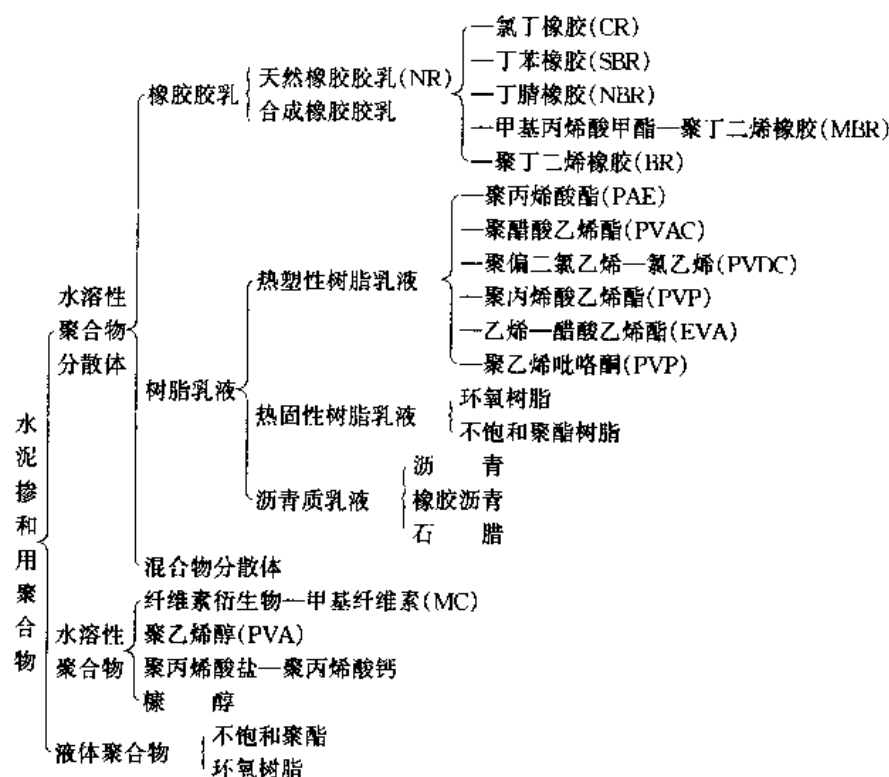 水泥掺和用聚合物
水溶性
聚合物
分散体
橡胶胶乳
天然橡胶胶乳(NR)
合成橡胶胶乳
—氯丁橡胶(CR)
—丁苯橡胶(SBR)
—丁腈橡胶(NBR)
—甲基丙烯酸甲酯—聚丁二烯橡胶(MBR)
—聚丁二烯橡胶(BR)
树脂乳液
热塑性树脂乳液
—聚丙烯酸酯(PAE)
—聚醋酸乙烯酯(PVAC)
—聚偏二氯乙烯—氯乙烯(PVDC)
—聚丙烯酸乙烯酯(PVP)
—乙烯—醋酸乙烯酯(EVA)
—聚乙烯吡咯酮(PVP)
热固性树脂乳液
环氧树脂
不饱和聚酯树脂
沥青质乳液
沥 青
橡胶沥青
石 腊
混合物分散体
水溶性
聚合物
纤维素衍生物—甲基纤维素(MC)
聚乙烯醇(PVA)
聚丙烯酸盐—聚丙烯酸钙
糠 醇
液体聚合物
不饱和聚酯
环氧树脂